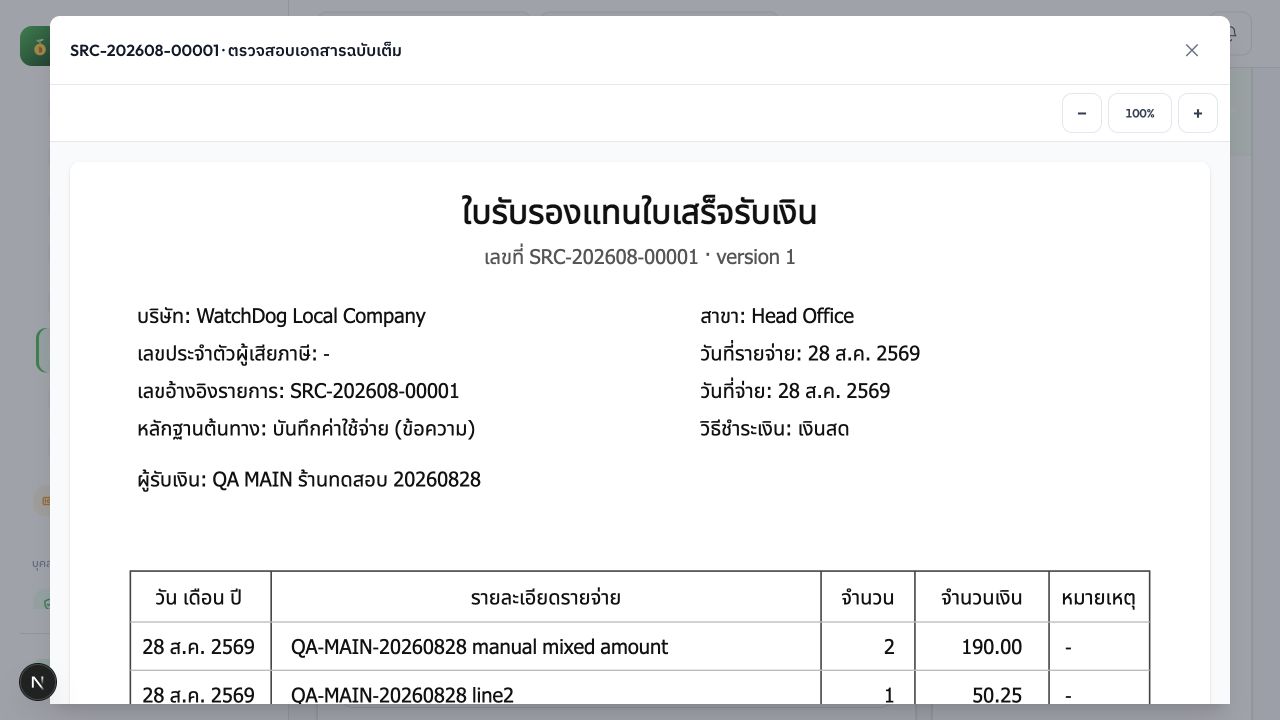 SRC-202608-00001 · ตรวจสอบเอกสารฉบับเต็ม
− 100% +
ใบรับรองแทนใบเสร็จรับเงิน
เลขที่ SRC-202608-00001 · version 1
บริษัท: WatchDog Local Company
สาขา: Head Office
เลขประจำตัวผู้เสียภาษี: -
วันที่รายจ่าย: 28 ส.ค. 2569
เลขอ้างอิงรายการ: SRC-202608-00001
วันที่จ่าย: 28 ส.ค. 2569
หลักฐานต้นทาง: บันทึกค่าใช้จ่าย (ข้อความ)
วิธีชำระเงิน: เงินสด
ผู้รับเงิน: QA MAIN ร้านทดสอบ 20260828
วัน เดือน ปี รายละเอียดรายจ่าย จำนวน จำนวนเงิน หมายเหตุ
28 ส.ค. 2569 QA-MAIN-20260828 manual mixed amount 2 190.00 -
28 ส.ค. 2569 QA-MAIN-20260828 line2 1 50.25 -
N